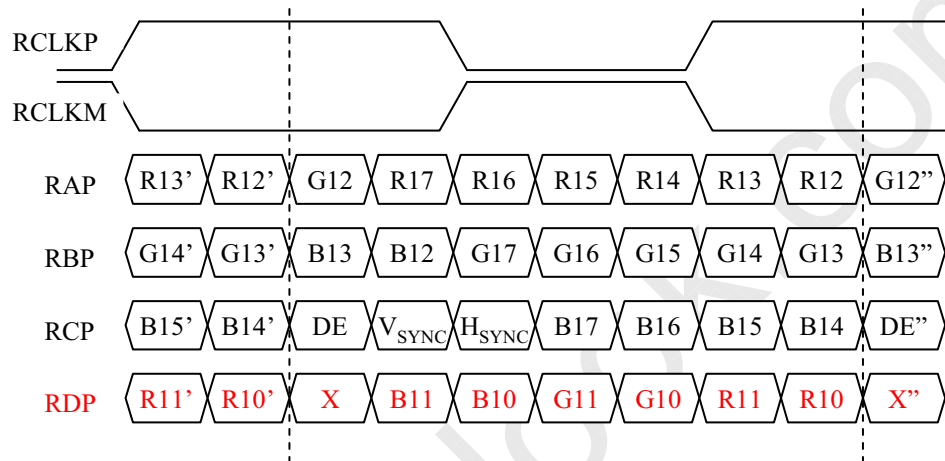 RCLKP
RCLKM
RAP R13’ R12’ G12 R17 R16 R15 R14 R13 R12 G12”
RBP G14’ G13’ B13 B12 G17 G16 G15 G14 G13 B13”
RCP B15’ B14’ DE VSYNC HSYNC B17 B16 B15 B14 DE”
RDP R11’ R10’ X B11 B10 G11 G10 R11 R10 X”